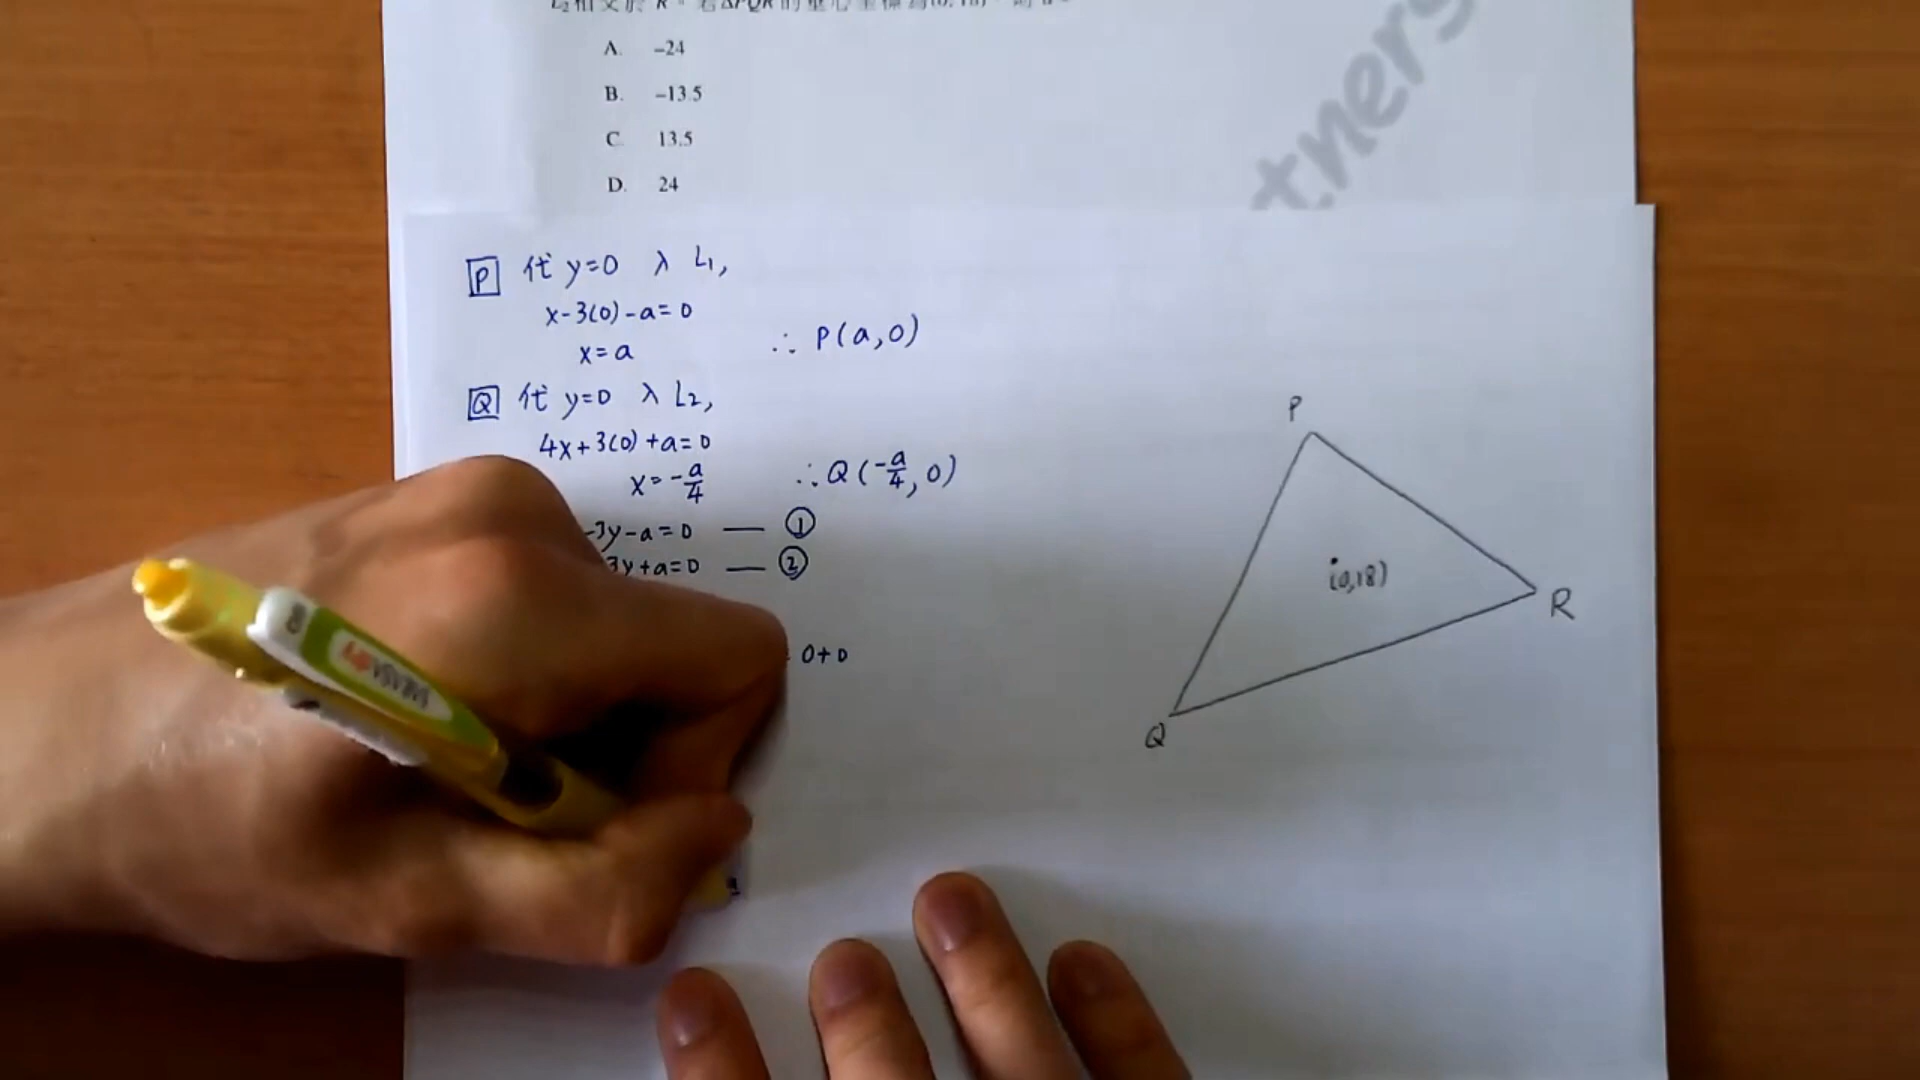 A. –24
B. –13.5
C. 13.5
D. 24
tners
P 代 y=0 入 L₁,
x-3(0)-a=0
x=a
∴ P(a,0)
Q 代 y=0 入 L₂,
4x+3(0)+a=0
x=-a/4
∴ Q(-a/4, 0)
-3y-a=0 — ①
3y+a=0 — ②
0+0
P
(0,18)
R
Q